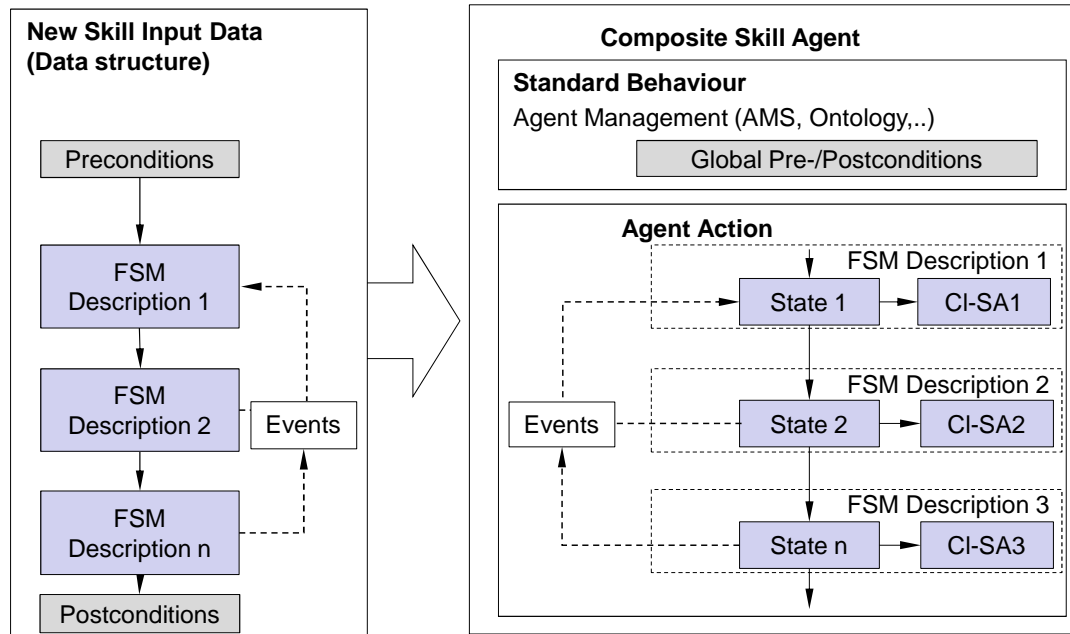 New Skill Input Data
(Data structure)
Preconditions
FSM
Description 1
FSM
Description 2
Events
FSM
Description n
Postconditions
Composite Skill Agent
Standard Behaviour
Agent Management (AMS, Ontology,..)
Global Pre-/Postconditions
Agent Action
FSM Description 1
State 1
CI-SA1
FSM Description 2
Events
State 2
CI-SA2
FSM Description 3
State n
CI-SA3